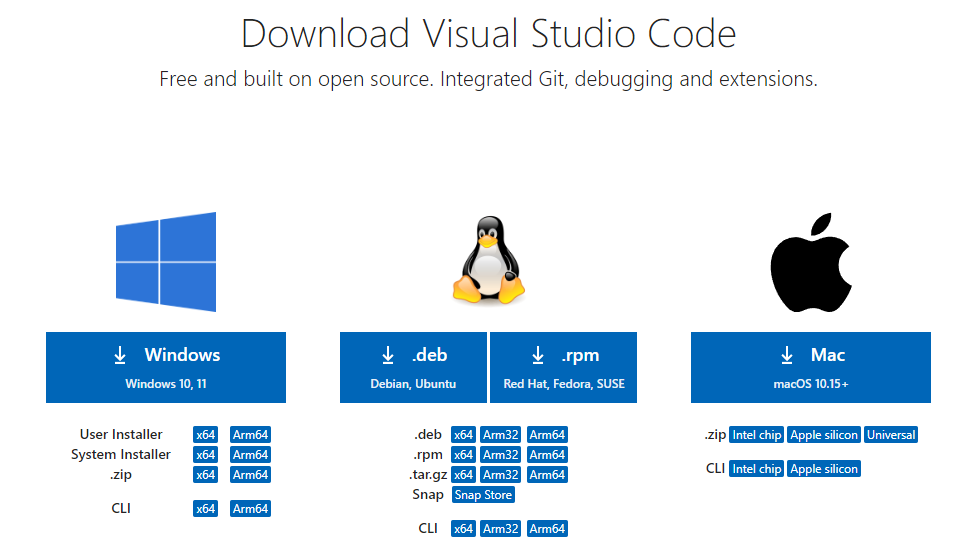 Download Visual Studio Code
Free and built on open source. Integrated Git, debugging and extensions.
Windows
Windows 10, 11
User Installer x64 Arm64
System Installer x64 Arm64
.zip x64 Arm64
CLI x64 Arm64
.deb
Debian, Ubuntu
.rpm
Red Hat, Fedora, SUSE
.deb x64 Arm32 Arm64
.rpm x64 Arm32 Arm64
.tar.gz x64 Arm32 Arm64
Snap Snap Store
CLI x64 Arm32 Arm64
Mac
macOS 10.15+
.zip Intel chip Apple silicon Universal
CLI Intel chip Apple silicon